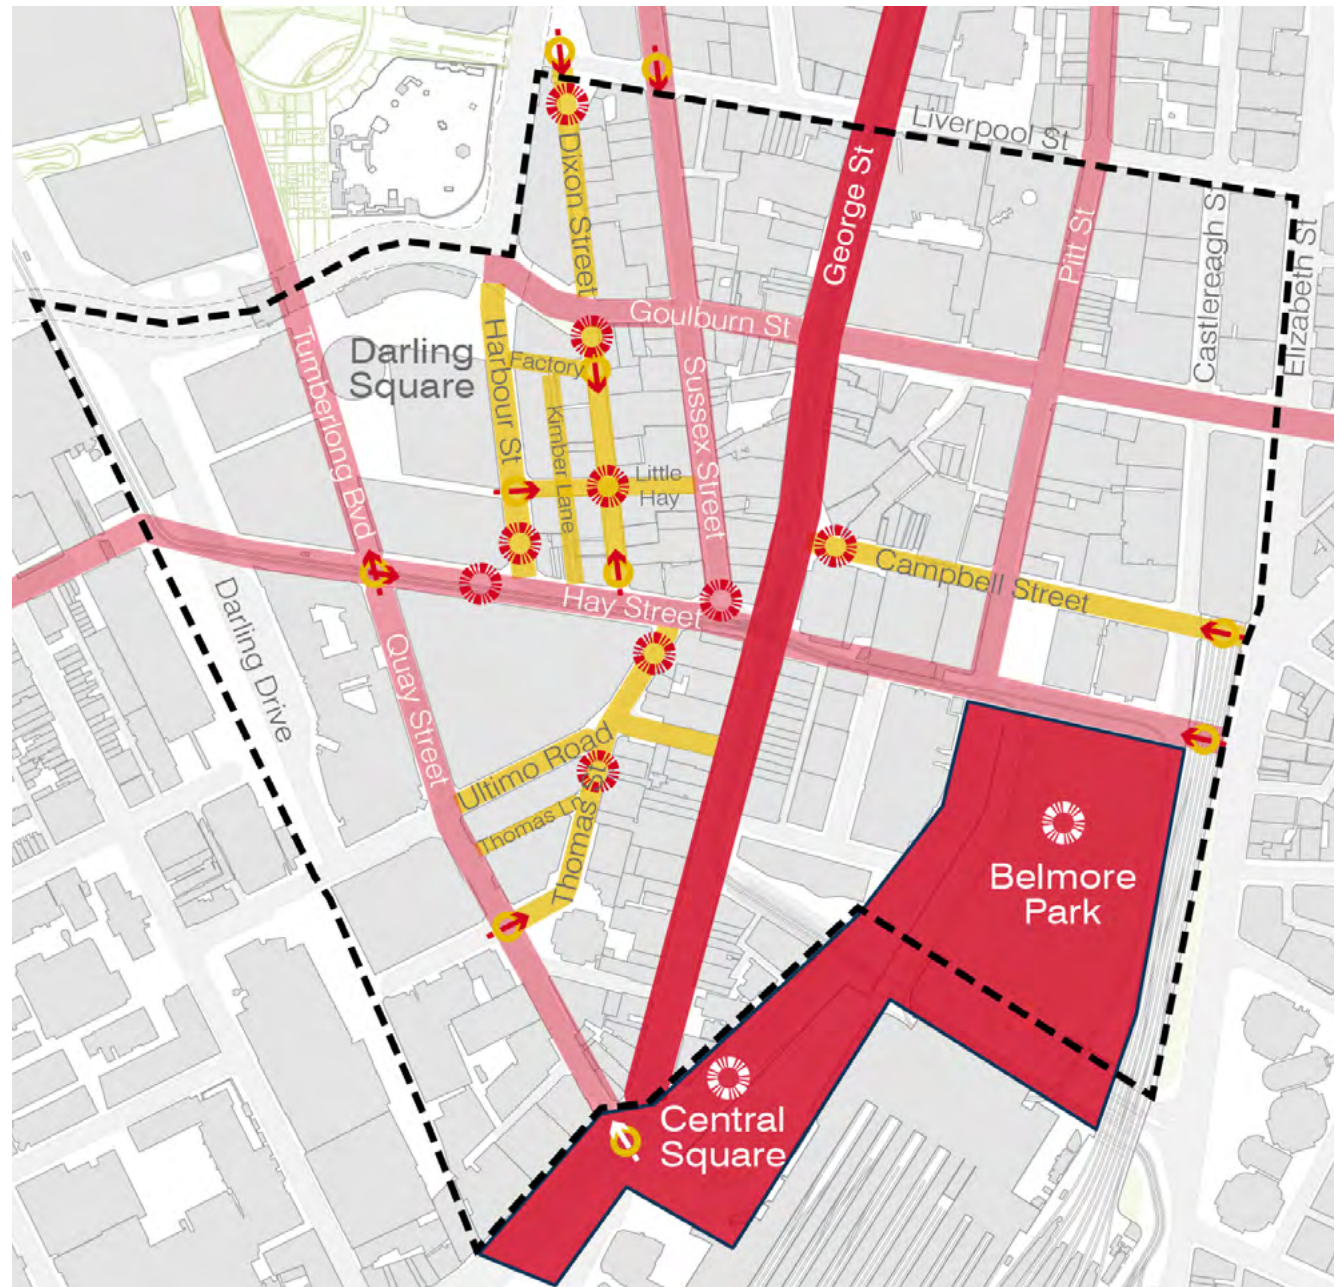 Liverpool St
Dixon Street
George St
Castlereagh St
Elizabeth St
Pitt St
Goulburn St
Darling
Square
Harbour St
Factory
Tumberlong Bvd
Sussex Street
Kimber Lane
Little
Hay
Campbell Street
Hay Street
Darling Drive
Quay Street
Ultimo Road
Thomas Ln
Thomas St
Belmore
Park
Central
Square